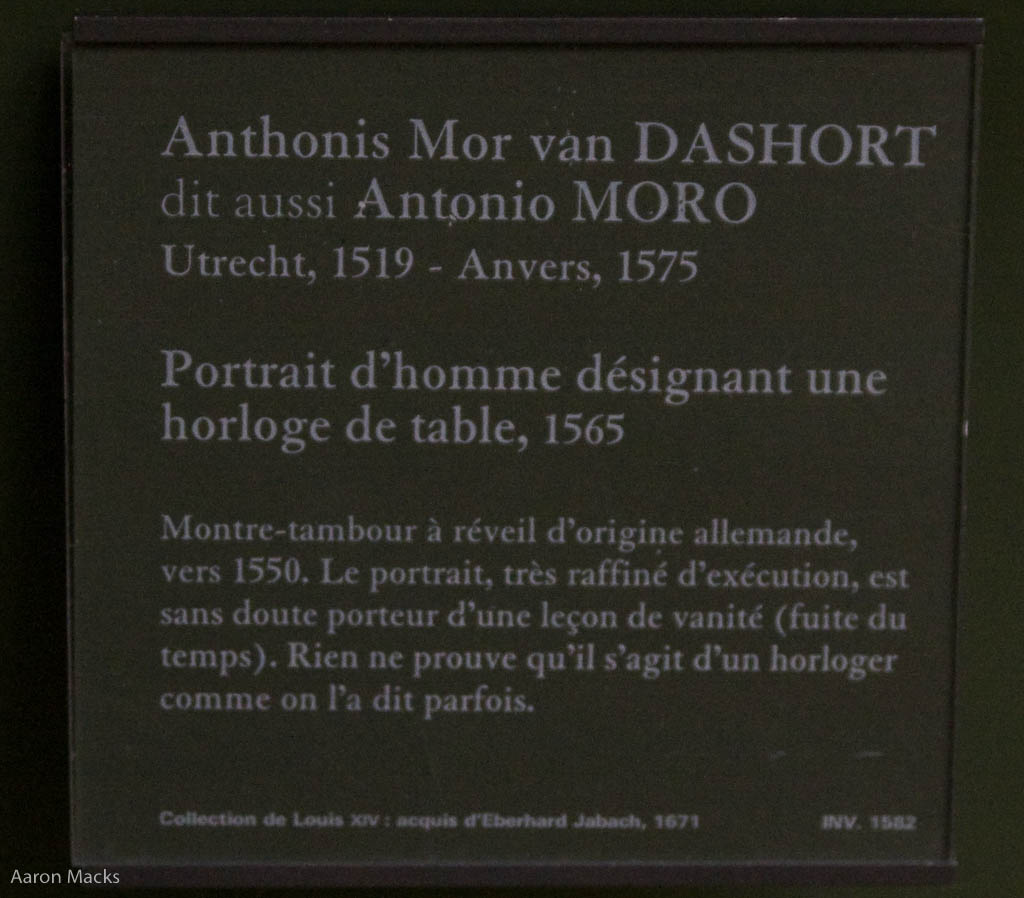 Anthonis Mor van DASHORT
dit aussi Antonio MORO
Utrecht, 1519 - Anvers, 1575
Portrait d'homme désignant une
horloge de table, 1565
Montre-tambour à réveil d'origine allemande,
vers 1550. Le portrait, très raffiné d'exécution, est
sans doute porteur d'une leçon de vanité (fuite du
temps). Rien ne prouve qu'il s'agit d'un horloger
comme on l'a dit parfois.
Collection de Louis XIV : acquis d'Eberhard Jabach, 1671 INV. 1582
Aaron Macks